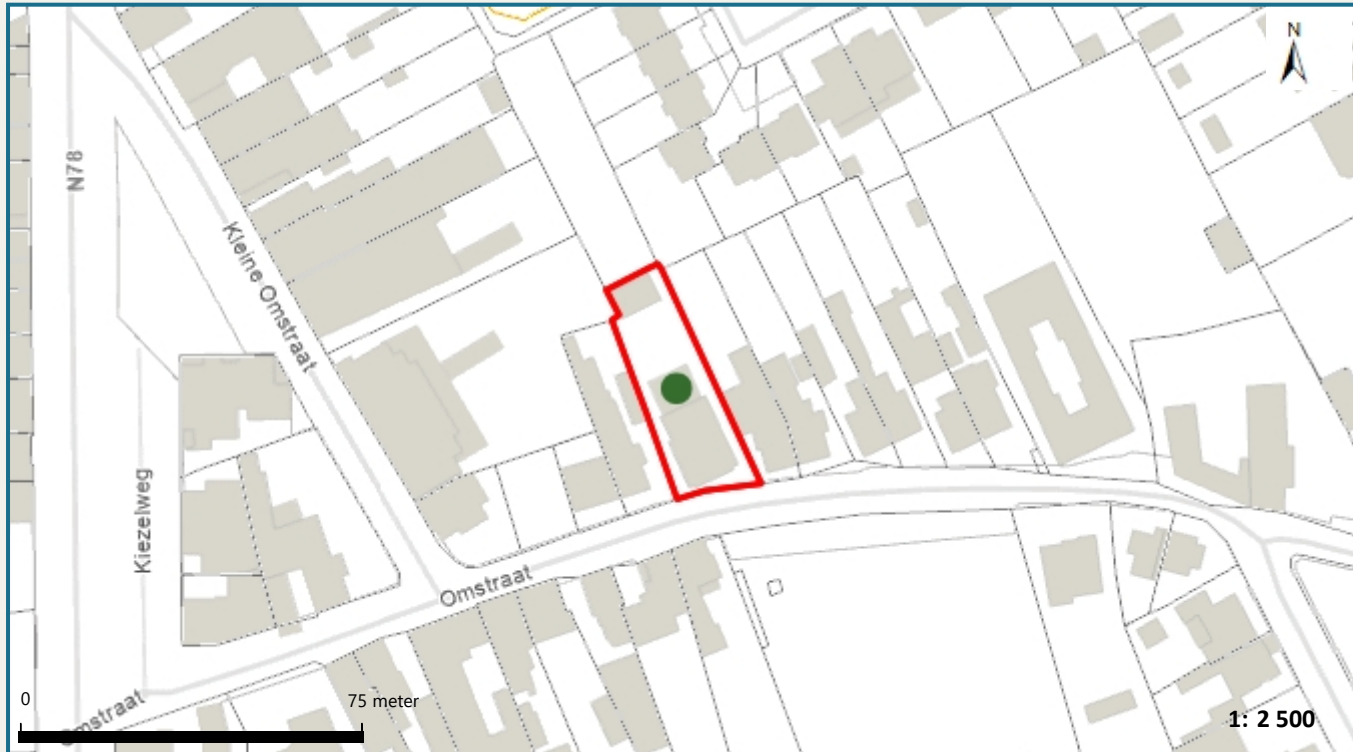 N
N78
Kleine Omstraat
Kiezelweg
Omstraat
0
75 meter
Omstraat
1: 2 500